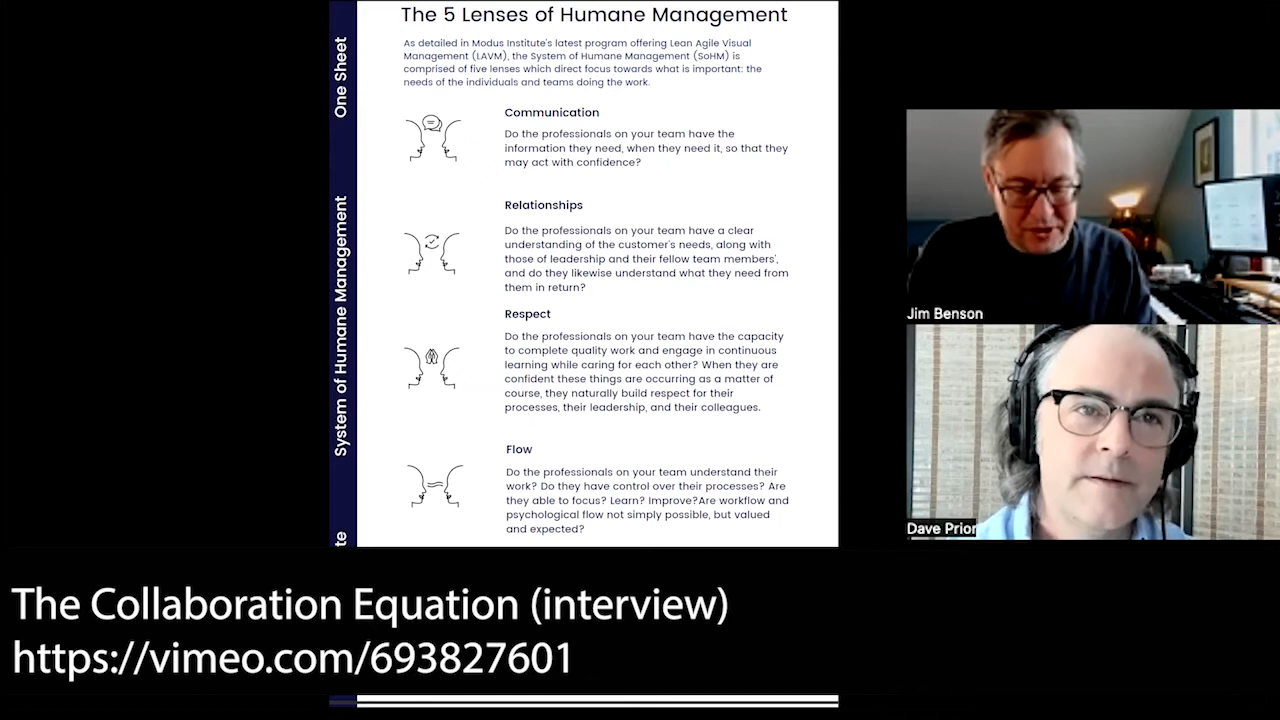 The 5 Lenses of Humane Management
As detailed in Modus Institute's latest program offering Lean Agile Visual
Management (LAVM), the System of Humane Management (SoHM) is
comprised of five lenses which direct focus towards what is important: the
needs of the individuals and teams doing the work.
Communication
Do the professionals on your team have the
information they need, when they need it, so that they
may act with confidence?
Relationships
Do the professionals on your team have a clear
understanding of the customer's needs, along with
those of leadership and their fellow team members',
and do they likewise understand what they need from
them in return?
Respect
Do the professionals on your team have the capacity
to complete quality work and engage in continuous
learning while caring for each other? When they are
confident these things are occurring as a matter of
course, they naturally build respect for their
processes, their leadership, and their colleagues.
Flow
Do the professionals on your team understand their
work? Do they have control over their processes? Are
they able to focus? Learn? Improve?Are workflow and
psychological flow not simply possible, but valued
and expected?
One Sheet
System of Humane Management
te
Jim Benson
Dave Prior
The Collaboration Equation (interview)
https://vimeo.com/693827601